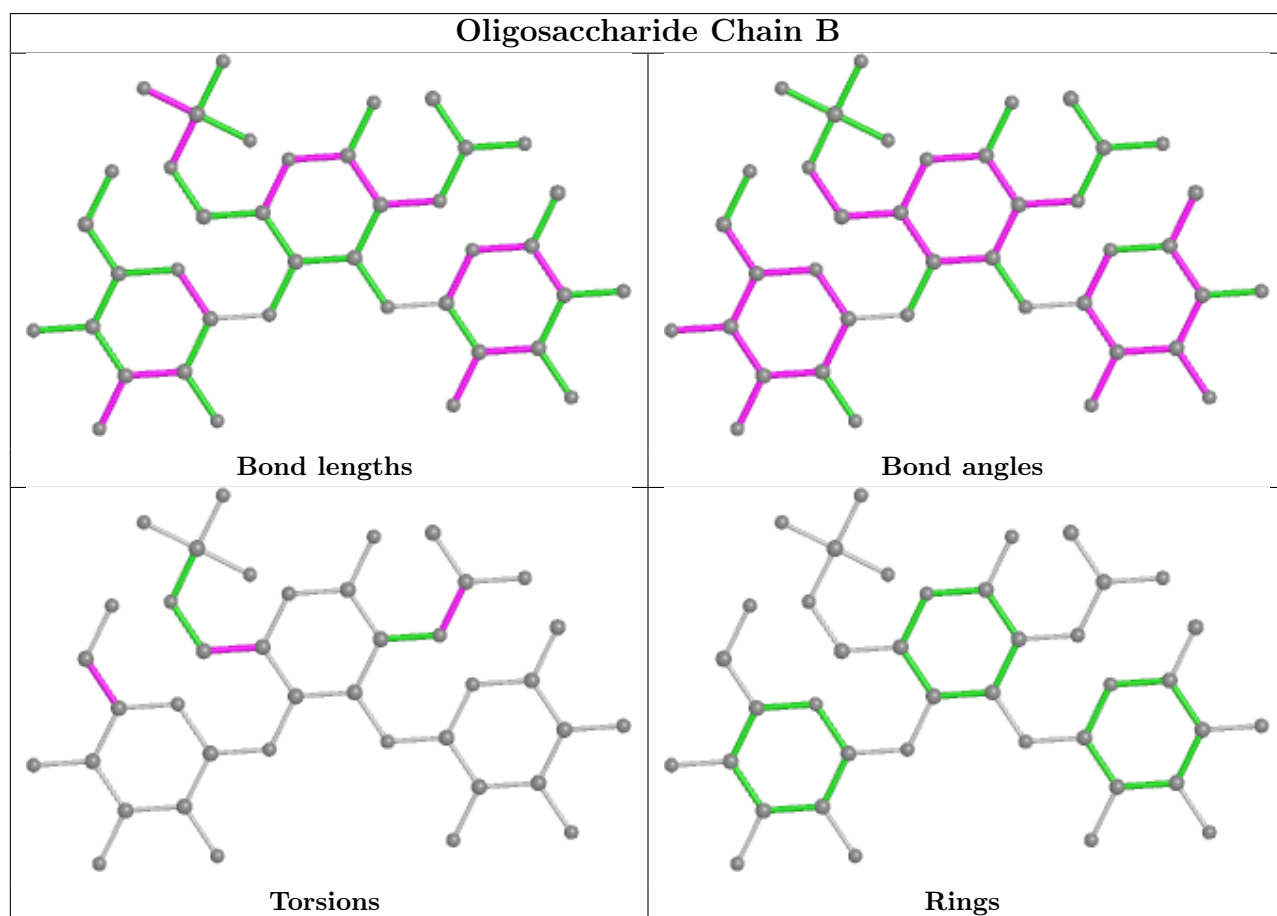 Oligosaccharide Chain B
Bond lengths
Bond angles
Torsions
Rings